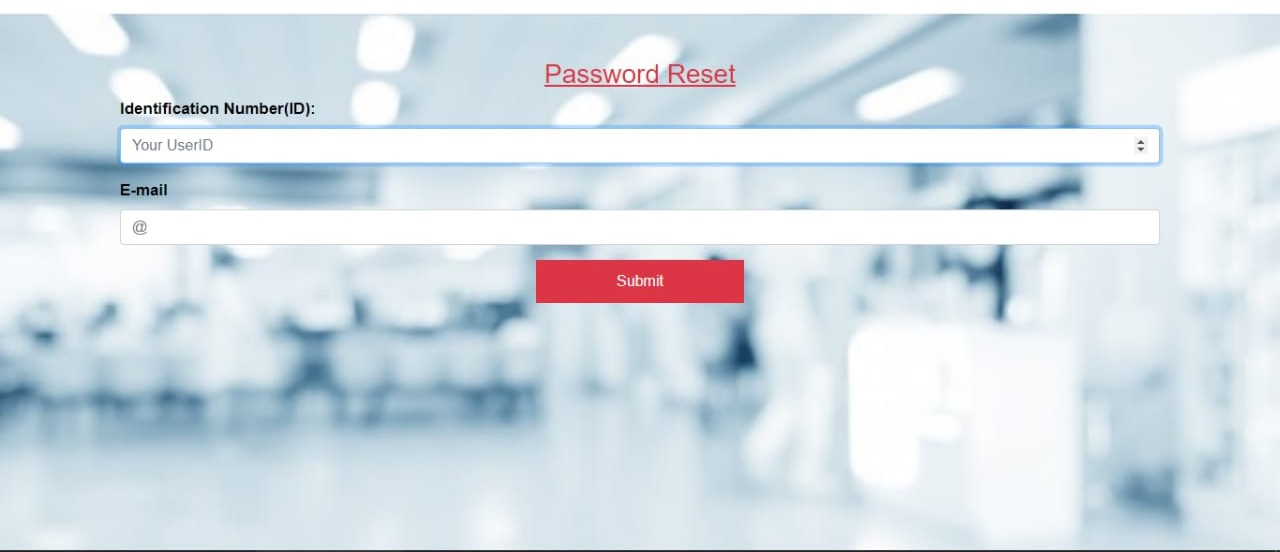 Password Reset
Identification Number(ID):
Your UserID
E-mail
@
Submit